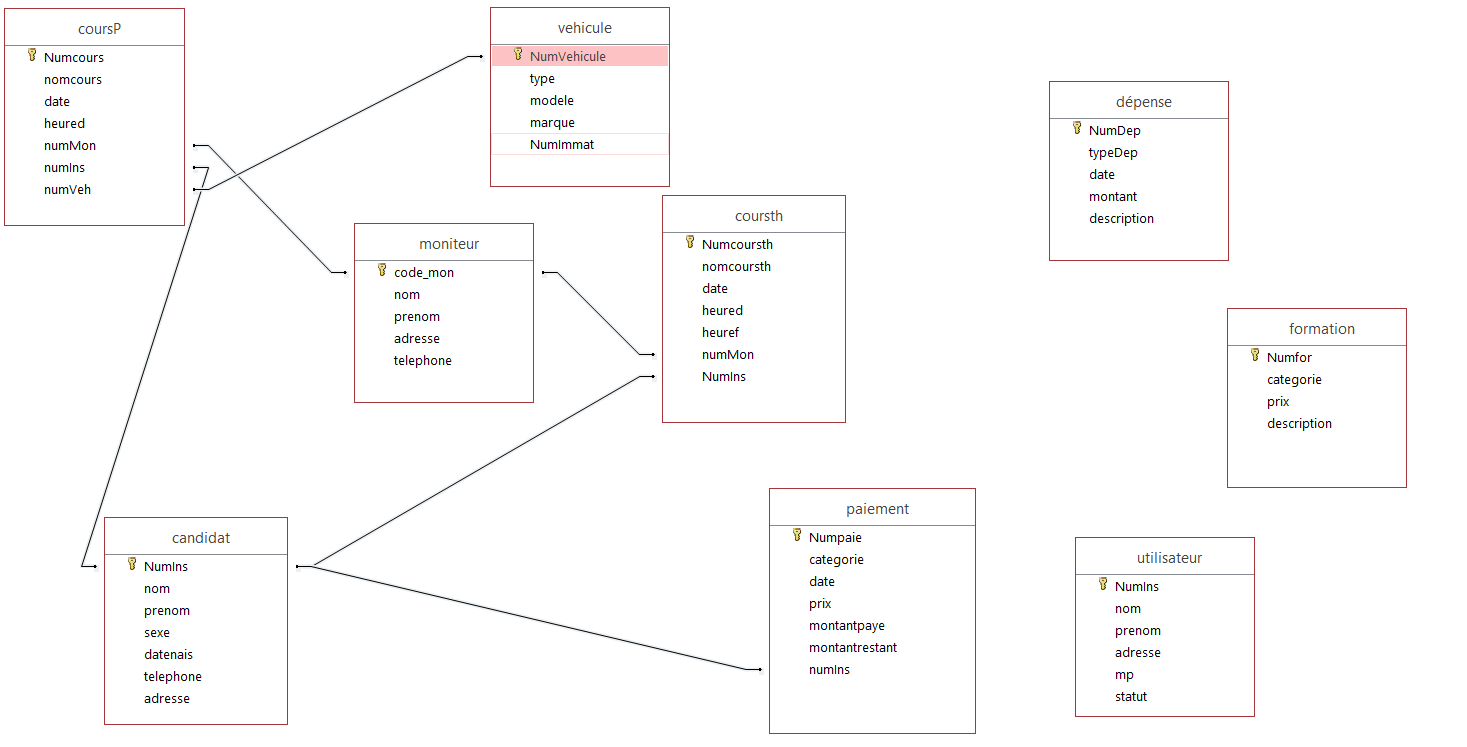 coursP
Numcours
nomcours
date
heured
numMon
numIns
numVeh
vehicule
NumVehicule
type
modele
marque
NumImmat
dépense
NumDep
typeDep
date
montant
description
moniteur
code_mon
nom
prenom
adresse
telephone
coursth
Numcoursth
nomcoursth
date
heured
heuref
numMon
NumIns
formation
Numfor
categorie
prix
description
candidat
NumIns
nom
prenom
sexe
datenais
telephone
adresse
paiement
Numpaie
categorie
date
prix
montantpaye
montantrestant
numIns
utilisateur
NumIns
nom
prenom
adresse
mp
statut